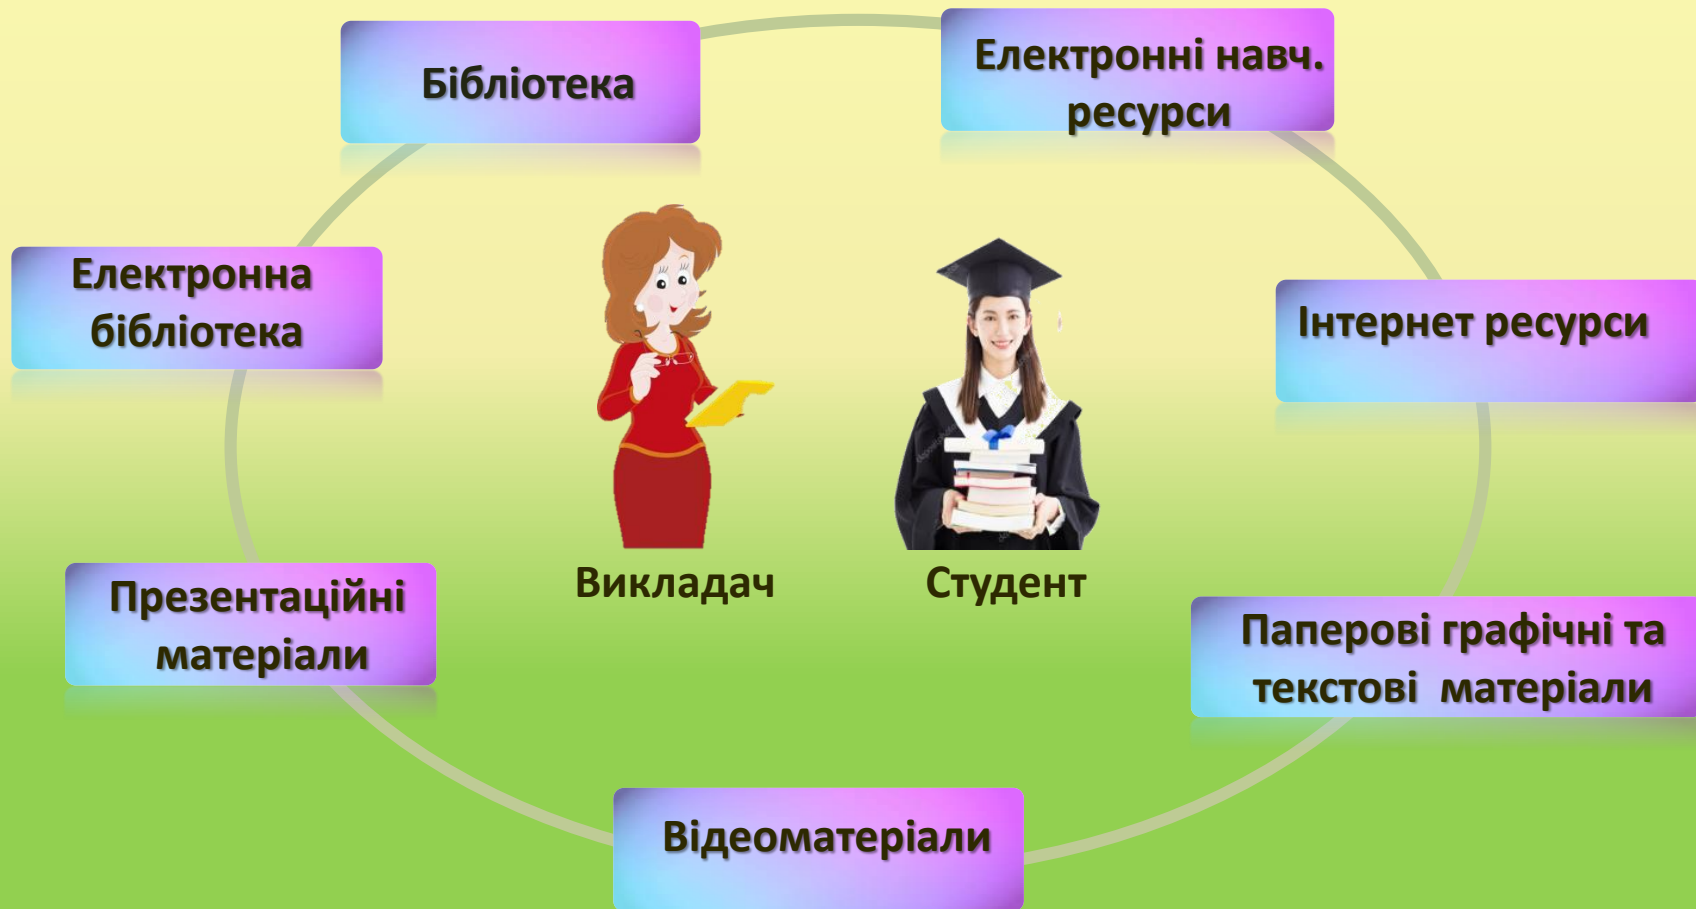 Бібліотека
Електронні навч.
ресурси
Електронна
бібліотека
Інтернет ресурси
Викладач
Студент
Презентаційні
матеріали
Паперові графічні та
текстові матеріали
Відеоматеріали